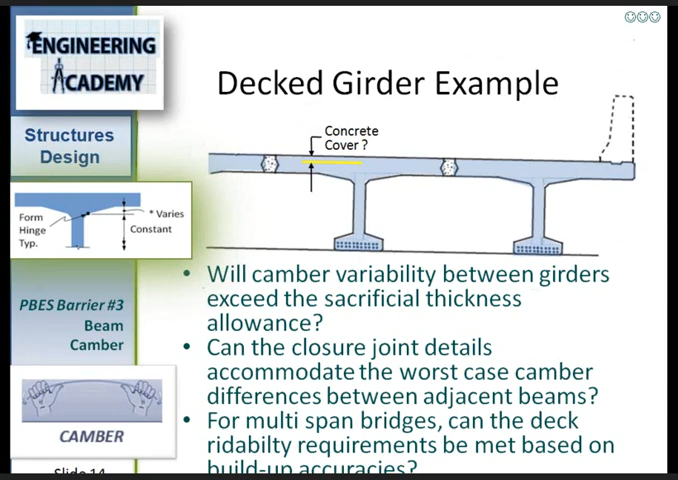 ENGINEERING
ACADEMY
Structures
Design
Form
Hinge
Typ.
* Varies
Constant
PBES Barrier #3
Beam
Camber
CAMBER
Slide 14
Decked Girder Example
Concrete
Cover ?
• Will camber variability between girders
exceed the sacrificial thickness
allowance?
• Can the closure joint details
accommodate the worst case camber
differences between adjacent beams?
• For multi span bridges, can the deck
ridabilty requirements be met based on
build-up accuracies?